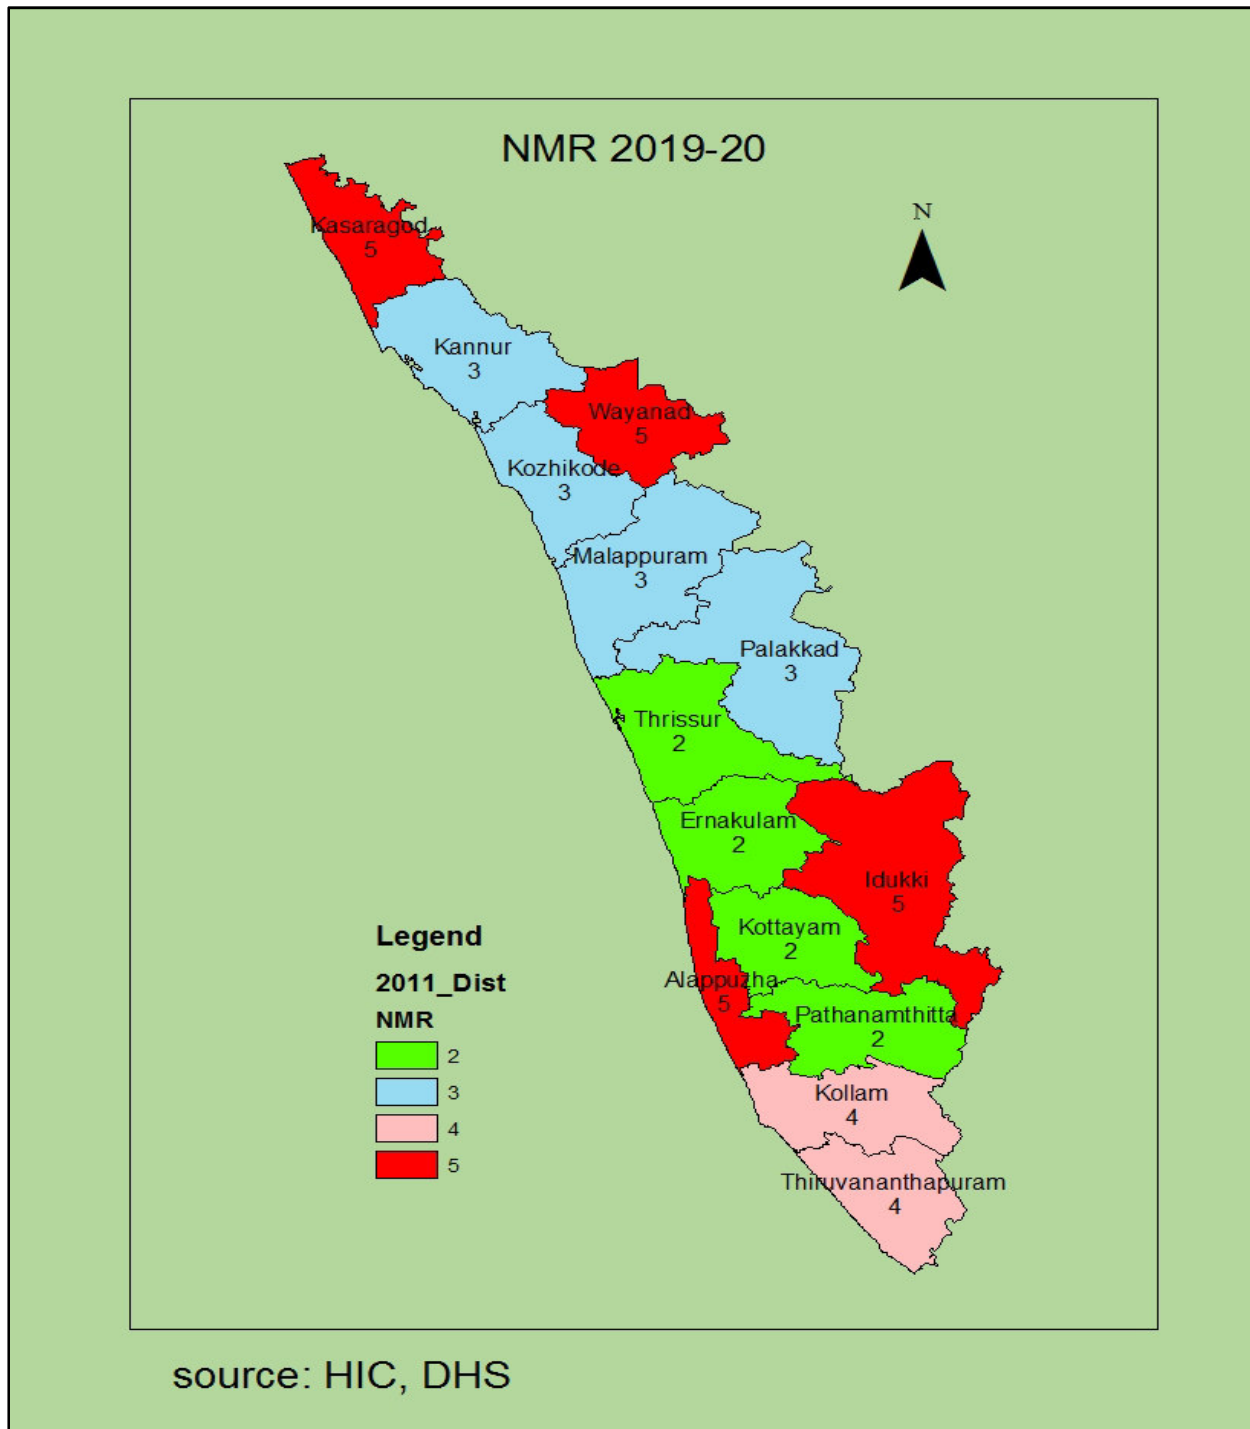 NMR 2019-20
N
Kasaragod
5
Kannur
3
Wayanad
5
Kozhikode
3
Malappuram
3
Palakkad
3
Thrissur
2
Ernakulam
2
Idukki
5
Kottayam
2
Alappuzha
5
Pathanamthitta
2
Kollam
4
Thiruvananthapuram
4
Legend
2011_Dist
NMR
2
3
4
5
source: HIC, DHS